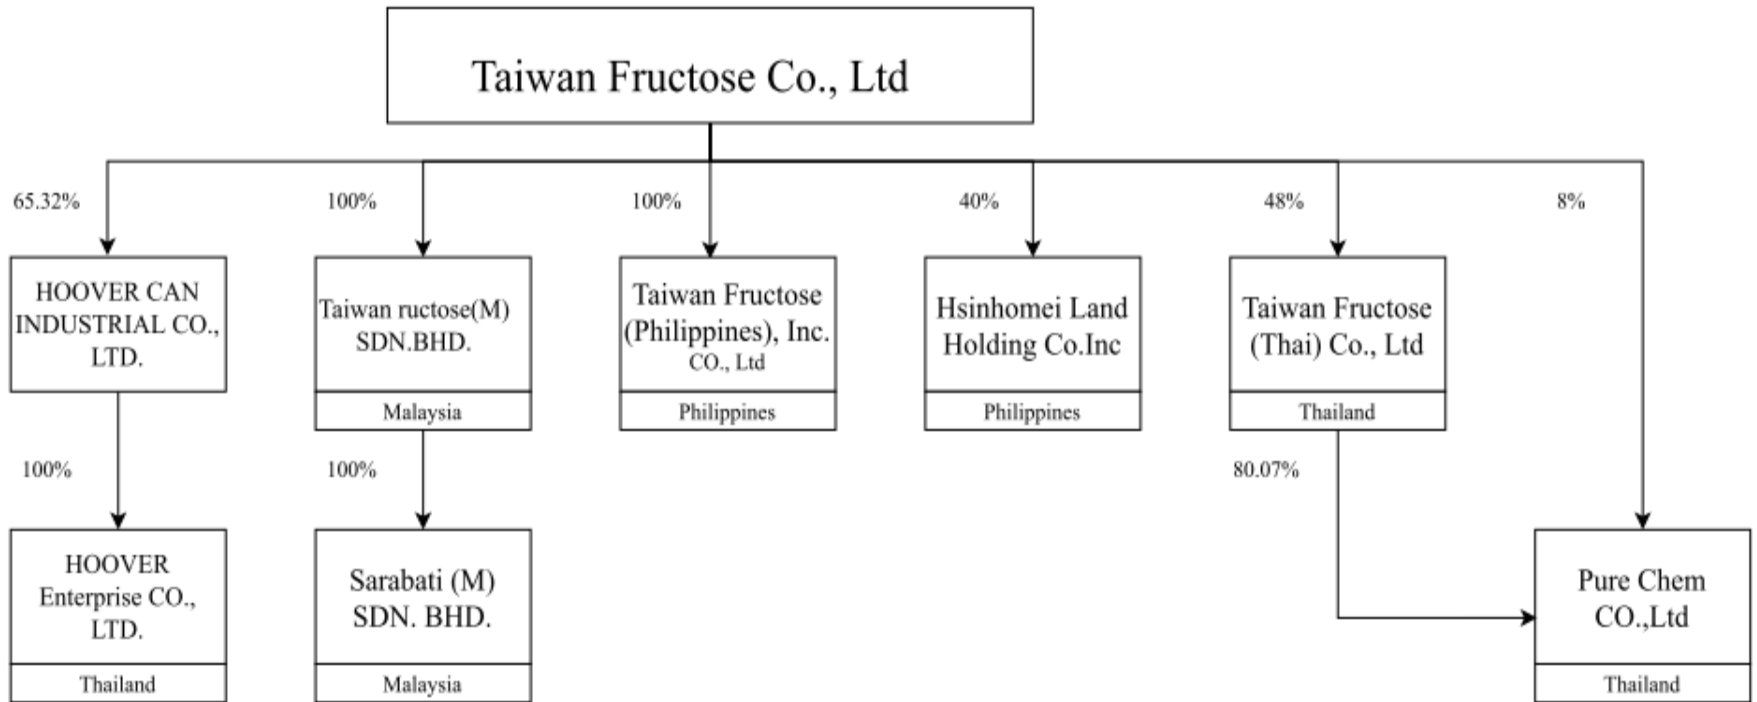 Taiwan Fructose Co., Ltd
65.32%
100%
100%
40%
48%
8%
HOOVER CAN
INDUSTRIAL CO.,
LTD.
Taiwan ructose(M)
SDN.BHD.
Malaysia
Taiwan Fructose
(Philippines), Inc.
CO., Ltd
Philippines
Hsinhomei Land
Holding Co.Inc
Philippines
Taiwan Fructose
(Thai) Co., Ltd
Thailand
100%
100%
80.07%
HOOVER
Enterprise CO.,
LTD.
Thailand
Sarabati (M)
SDN. BHD.
Malaysia
Pure Chem
CO.,Ltd
Thailand